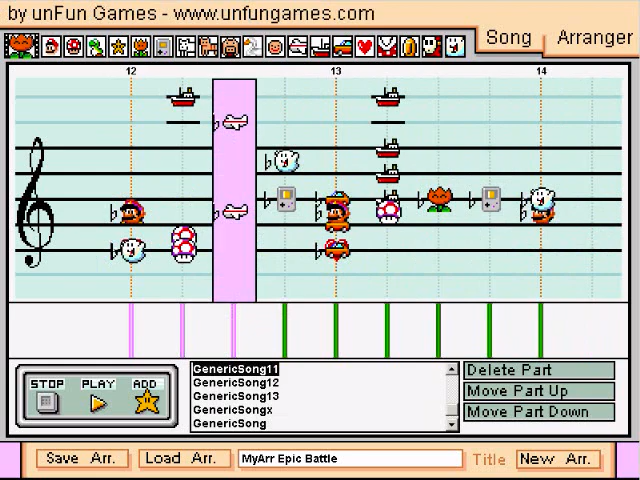 by unFun Games - www.unfungames.com
Song
Arranger
12
13
14
STOP
PLAY
ADD
GenericSong11
GenericSong12
GenericSong13
GenericSongx
GenericSong
Delete Part
Move Part Up
Move Part Down
Save Arr.
Load Arr.
MyArr Epic Battle
Title
New Arr.